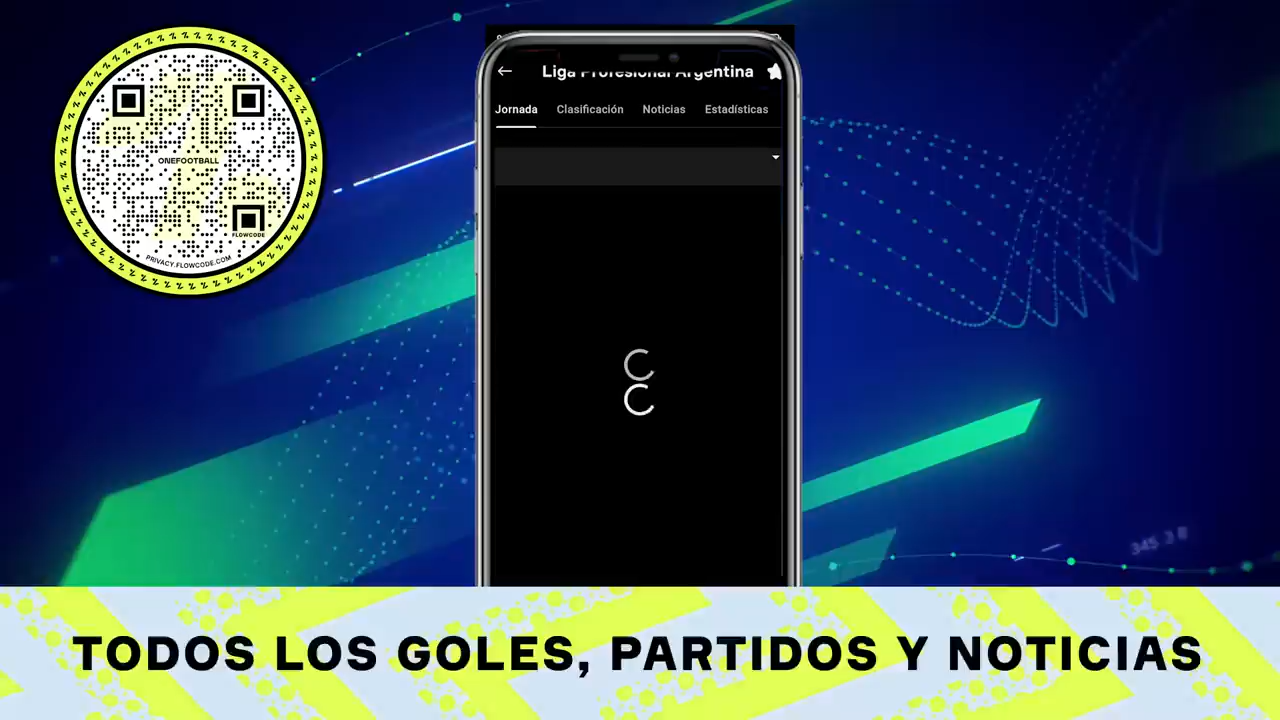 ONEFOOTBALL
FLOWCODE
PRIVACY.FLOWCODE.COM
Liga Profesional Argentina
Jornada Clasificación Noticias Estadísticas
TODOS LOS GOLES, PARTIDOS Y NOTICIAS